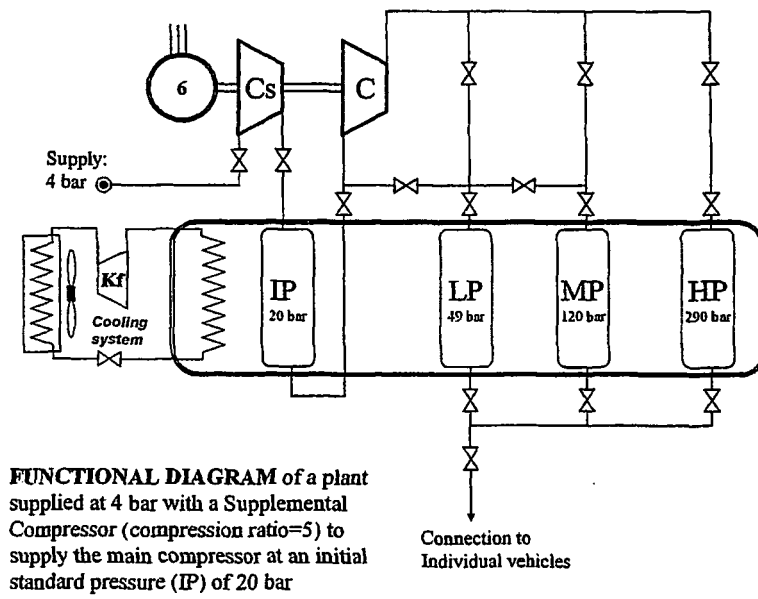 6
Cs
C
Supply:
4 bar
Kf
Cooling
system
IP
20 bar
LP
49 bar
MP
120 bar
HP
290 bar
FUNCTIONAL DIAGRAM of a plant
supplied at 4 bar with a Supplemental
Compressor (compression ratio=5) to
supply the main compressor at an initial
standard pressure (IP) of 20 bar
Connection to
Individual vehicles